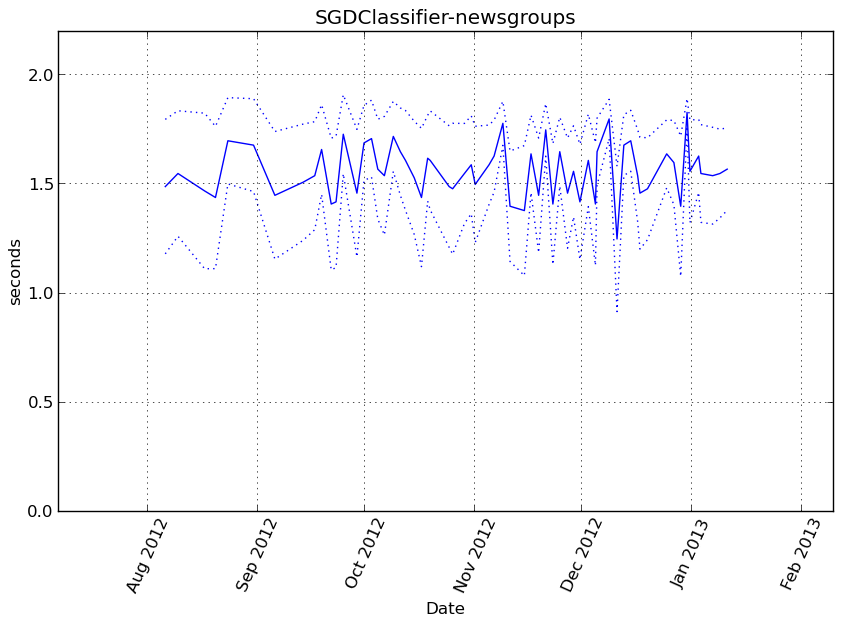 SGDClassifier-newsgroups
2.0
1.5
1.0
0.5
0.0
seconds
Aug 2012
Sep 2012
Oct 2012
Nov 2012
Dec 2012
Jan 2013
Feb 2013
Date